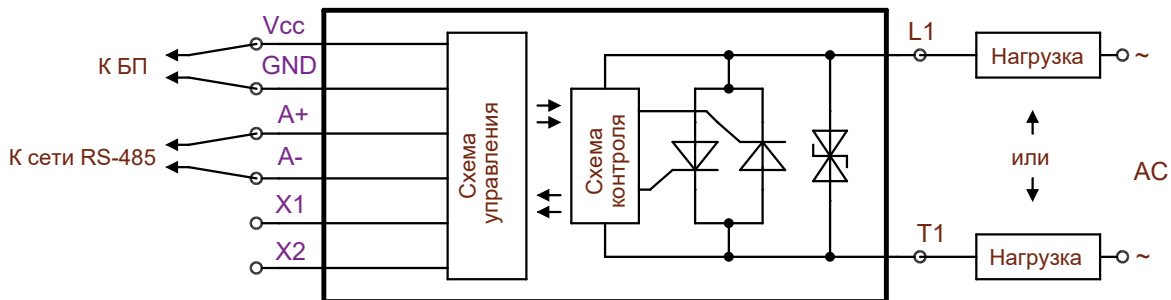 Vcc
К БП
GND
A+
К сети RS-485
A-
X1
X2
Схема
управления
Схема
контроля
L1
Нагрузка
~
или
AC
T1
Нагрузка
~